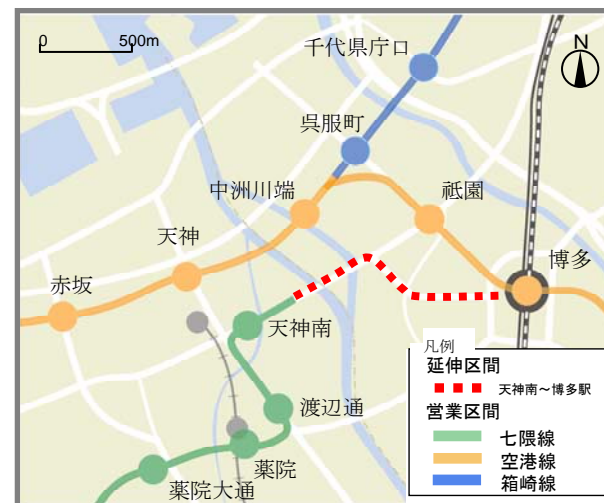 0 500m
N
千代県庁口
呉服町
中洲川端
祇園
天神
博多
赤坂
天神南
渡辺通
薬院
薬院大通
凡例
延伸区間
天神南～博多駅
営業区間
七隈線
空港線
箱崎線